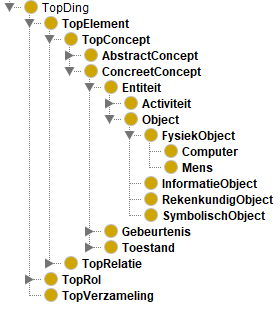 TopDing
TopElement
TopConcept
AbstractConcept
ConcreetConcept
Entiteit
Activiteit
Object
FysiekObject
Computer
Mens
InformatieObject
RekenkundigObject
SymbolischObject
Gebeurtenis
Toestand
TopRelatie
TopRol
TopVerzameling